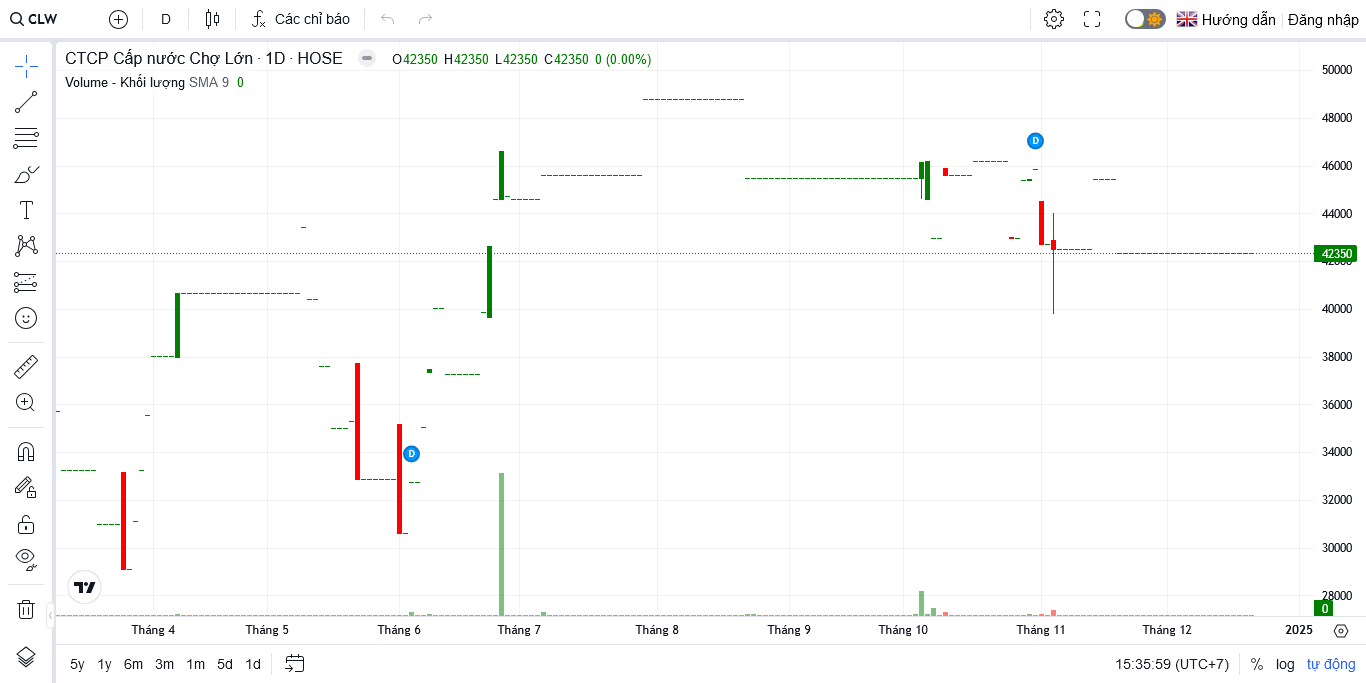 CLW D Các chỉ báo Hướng dẫn Đăng nhập
CTCP Cấp nước Chợ Lớn · 1D · HOSE O42350 H42350 L42350 C42350 0 (0.00%)
Volume - Khối lượng SMA 9 0
50000
48000
46000
44000
42350
40000
38000
36000
34000
32000
30000
28000
0
D
D
Tháng 4 Tháng 5 Tháng 6 Tháng 7 Tháng 8 Tháng 9 Tháng 10 Tháng 11 Tháng 12 2025
5y 1y 6m 3m 1m 5d 1d 15:35:59 (UTC+7) % log tự động